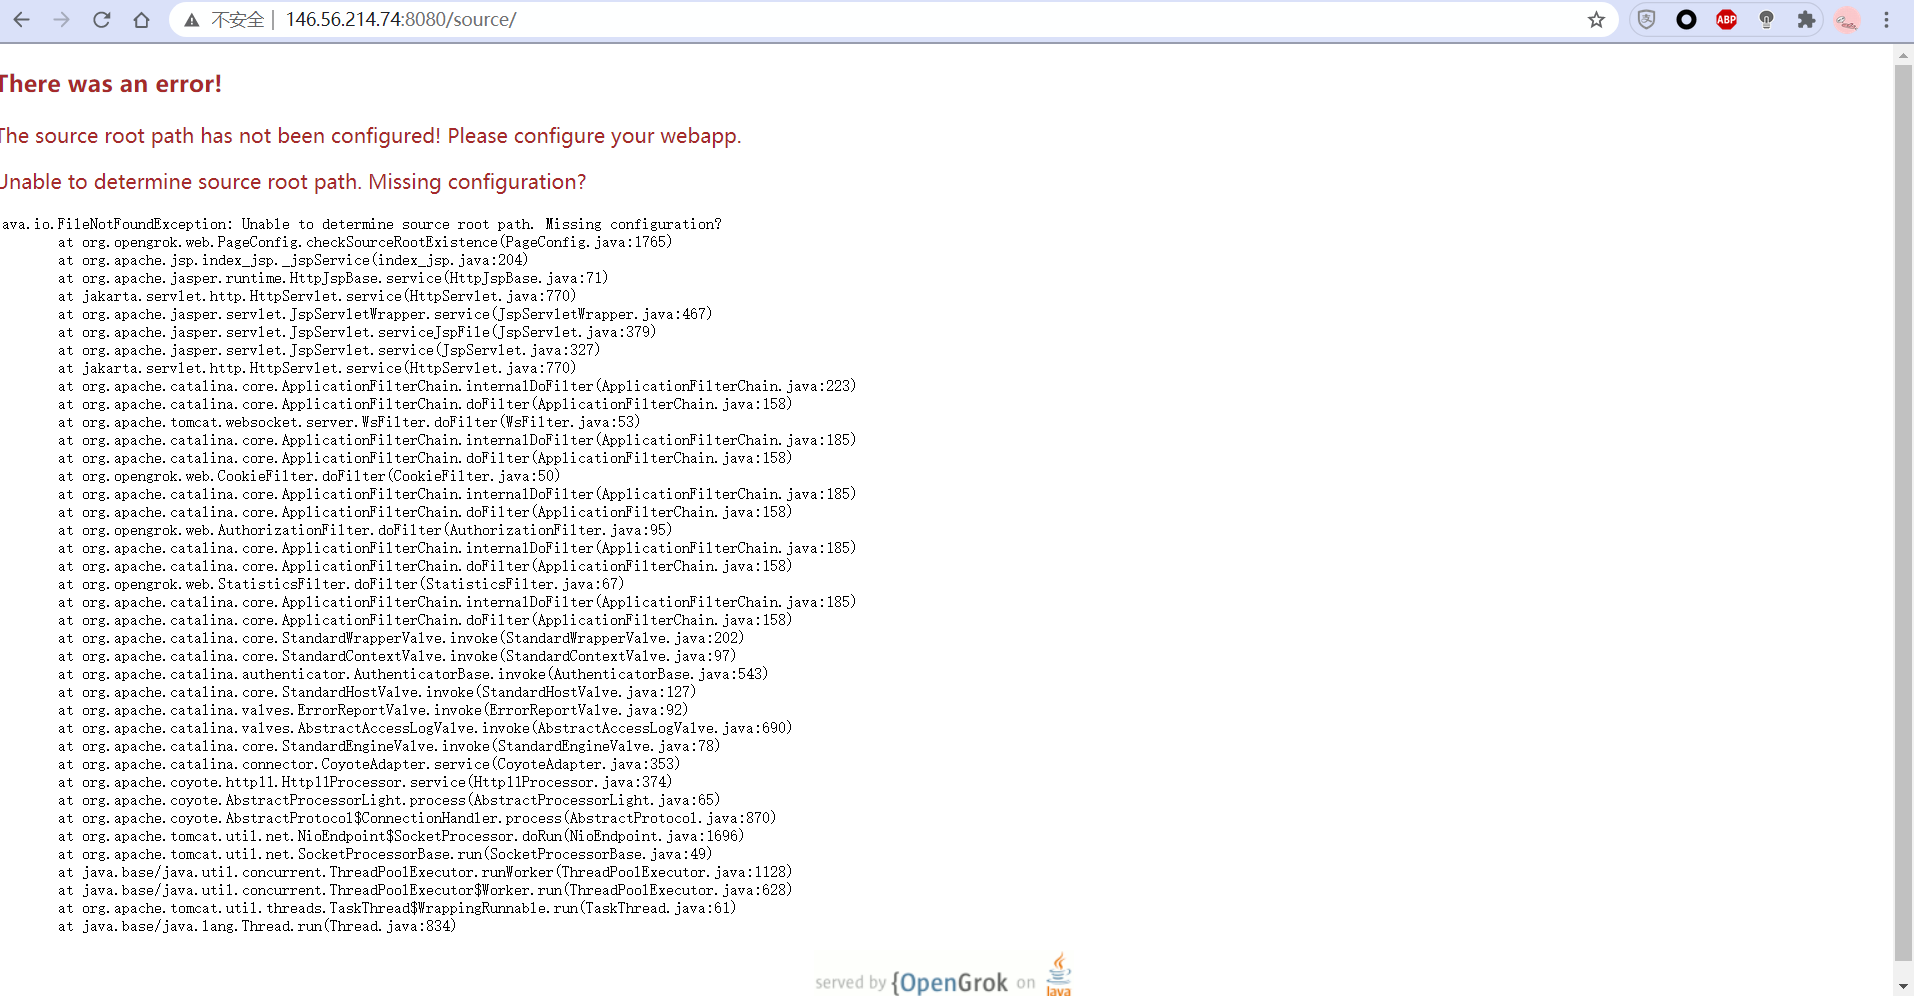 不安全 | 146.56.214.74:8080/source/
ABP
There was an error!
The source root path has not been configured! Please configure your webapp.
Unable to determine source root path. Missing configuration?
ava.io.FileNotFoundException: Unable to determine source root path. Missing configuration?
at org.opengrok.web.PageConfig.checkSourceRootExistence(PageConfig.java:1765)
at org.apache.jsp.index_jsp._jspService(index_jsp.java:204)
at org.apache.jasper.runtime.HttpJspBase.service(HttpJspBase.java:71)
at jakarta.servlet.http.HttpServlet.service(HttpServlet.java:770)
at org.apache.jasper.servlet.JspServletWrapper.service(JspServletWrapper.java:467)
at org.apache.jasper.servlet.JspServlet.serviceJspFile(JspServlet.java:379)
at org.apache.jasper.servlet.JspServlet.service(JspServlet.java:327)
at jakarta.servlet.http.HttpServlet.service(HttpServlet.java:770)
at org.apache.catalina.core.ApplicationFilterChain.internalDoFilter(ApplicationFilterChain.java:223)
at org.apache.catalina.core.ApplicationFilterChain.doFilter(ApplicationFilterChain.java:158)
at org.apache.tomcat.websocket.server.WsFilter.doFilter(WsFilter.java:53)
at org.apache.catalina.core.ApplicationFilterChain.internalDoFilter(ApplicationFilterChain.java:185)
at org.apache.catalina.core.ApplicationFilterChain.doFilter(ApplicationFilterChain.java:158)
at org.opengrok.web.CookieFilter.doFilter(CookieFilter.java:50)
at org.apache.catalina.core.ApplicationFilterChain.internalDoFilter(ApplicationFilterChain.java:185)
at org.apache.catalina.core.ApplicationFilterChain.doFilter(ApplicationFilterChain.java:158)
at org.opengrok.web.AuthorizationFilter.doFilter(AuthorizationFilter.java:95)
at org.apache.catalina.core.ApplicationFilterChain.internalDoFilter(ApplicationFilterChain.java:185)
at org.apache.catalina.core.ApplicationFilterChain.doFilter(ApplicationFilterChain.java:158)
at org.opengrok.web.StatisticsFilter.doFilter(StatisticsFilter.java:67)
at org.apache.catalina.core.ApplicationFilterChain.internalDoFilter(ApplicationFilterChain.java:185)
at org.apache.catalina.core.ApplicationFilterChain.doFilter(ApplicationFilterChain.java:158)
at org.apache.catalina.core.StandardWrapperValve.invoke(StandardWrapperValve.java:202)
at org.apache.catalina.core.StandardContextValve.invoke(StandardContextValve.java:97)
at org.apache.catalina.authenticator.AuthenticatorBase.invoke(AuthenticatorBase.java:543)
at org.apache.catalina.core.StandardHostValve.invoke(StandardHostValve.java:127)
at org.apache.catalina.valves.ErrorReportValve.invoke(ErrorReportValve.java:92)
at org.apache.catalina.valves.AbstractAccessLogValve.invoke(AbstractAccessLogValve.java:690)
at org.apache.catalina.core.StandardEngineValve.invoke(StandardEngineValve.java:78)
at org.apache.catalina.connector.CoyoteAdapter.service(CoyoteAdapter.java:353)
at org.apache.coyote.http11.Http11Processor.service(Http11Processor.java:374)
at org.apache.coyote.AbstractProcessorLight.process(AbstractProcessorLight.java:65)
at org.apache.coyote.AbstractProtocol$ConnectionHandler.process(AbstractProtocol.java:870)
at org.apache.tomcat.util.net.NioEndpoint$SocketProcessor.doRun(NioEndpoint.java:1696)
at org.apache.tomcat.util.net.SocketProcessorBase.run(SocketProcessorBase.java:49)
at java.base/java.util.concurrent.ThreadPoolExecutor.runWorker(ThreadPoolExecutor.java:1128)
at java.base/java.util.concurrent.ThreadPoolExecutor$Worker.run(ThreadPoolExecutor.java:628)
at org.apache.tomcat.util.threads.TaskThread$WrappingRunnable.run(TaskThread.java:61)
at java.base/java.lang.Thread.run(Thread.java:834)
served by {OpenGrok on Java